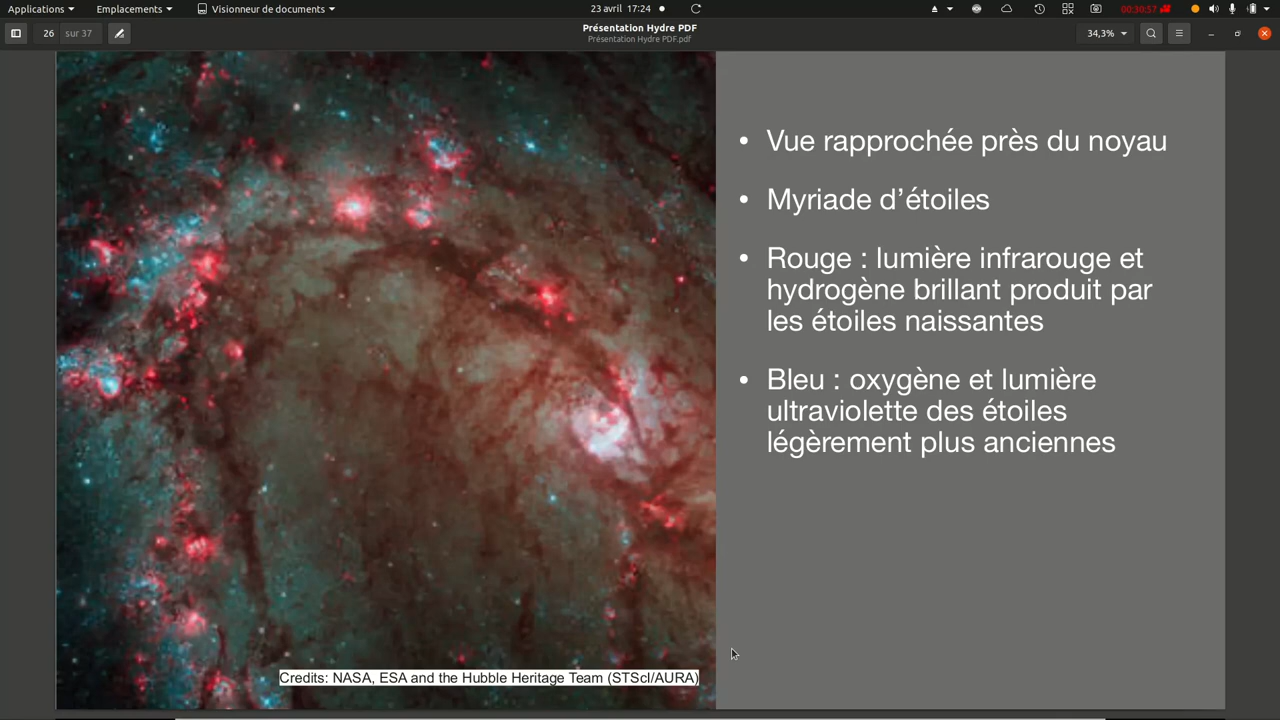 Applications Emplacements Visionneur de documents 23 avril 17:24 00:30:57
Présentation Hydre PDF
Présentation Hydre PDF.pdf
26 sur 37 34,3%
• Vue rapprochée près du noyau
• Myriade d’étoiles
• Rouge : lumière infrarouge et
hydrogène brillant produit par
les étoiles naissantes
• Bleu : oxygène et lumière
ultraviolette des étoiles
légèrement plus anciennes
Credits: NASA, ESA and the Hubble Heritage Team (STScI/AURA)